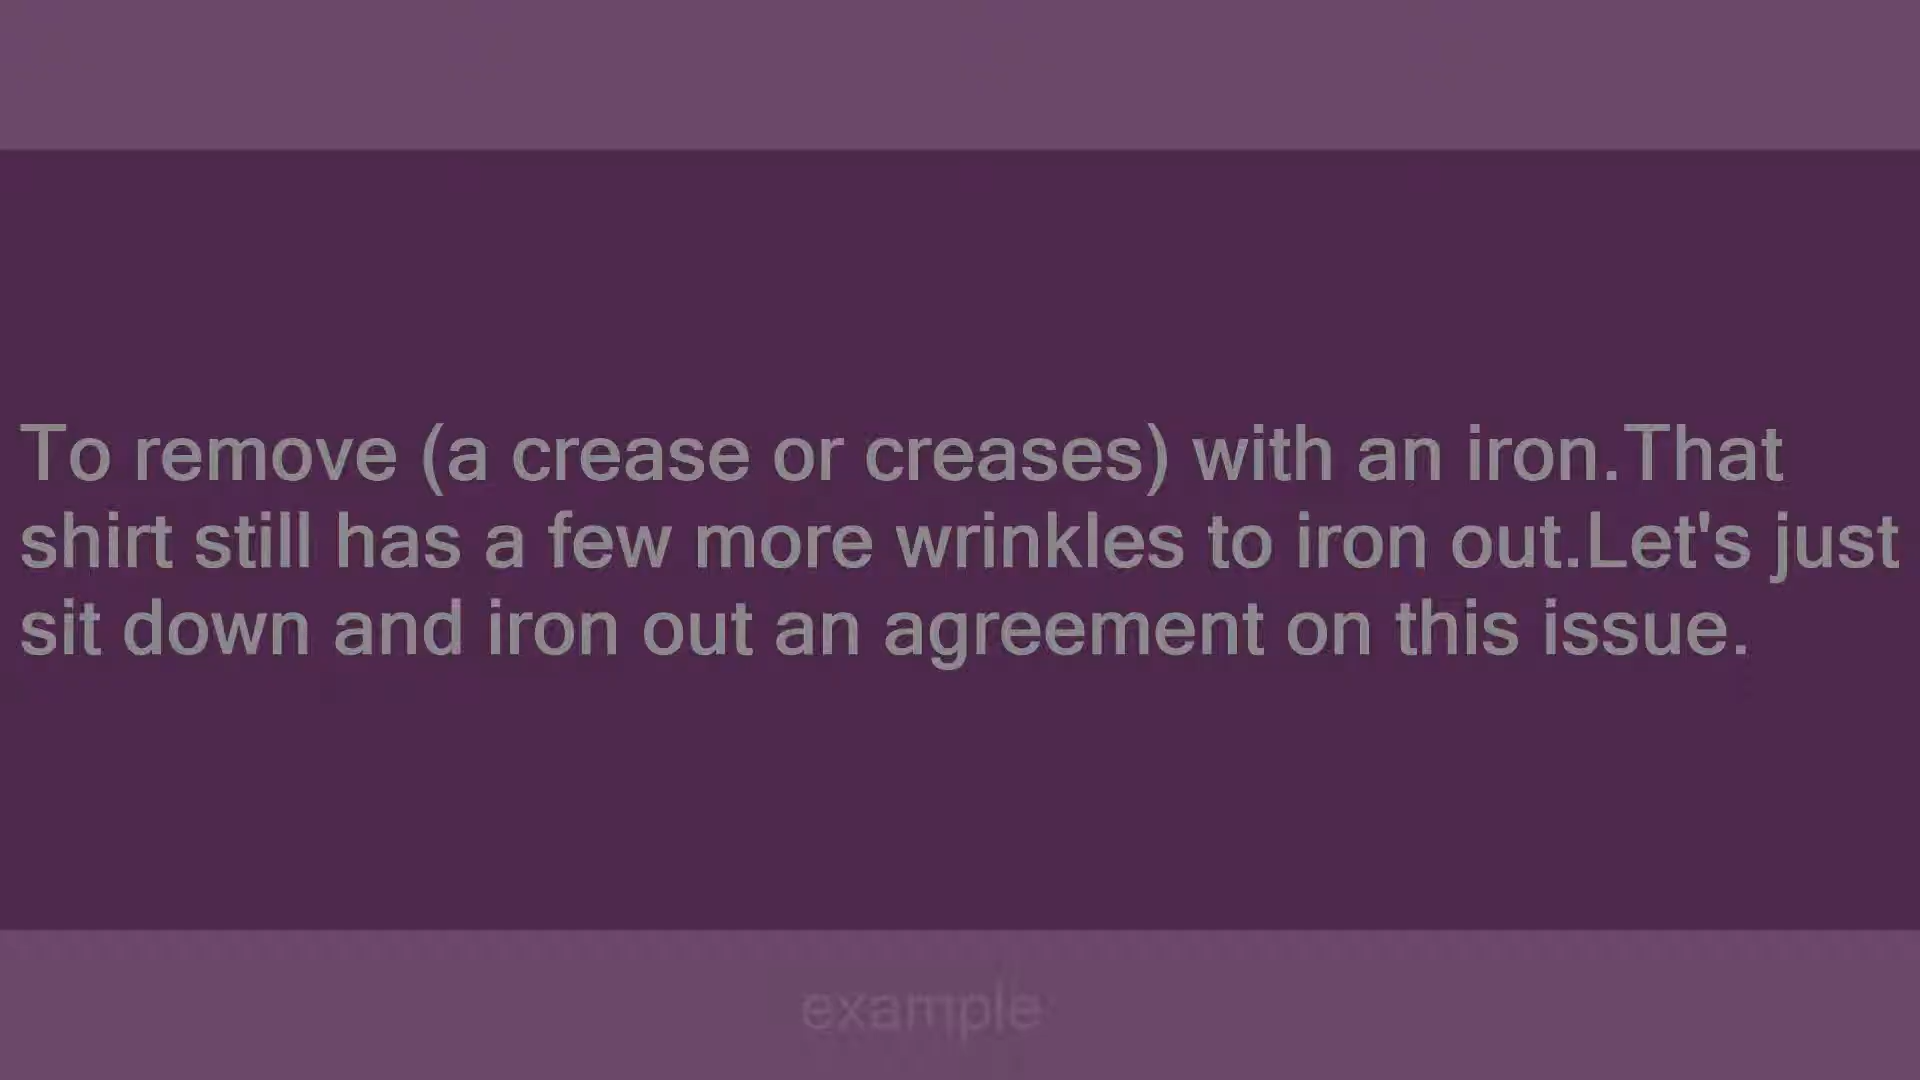 To remove (a crease or creases) with an iron.That
shirt still has a few more wrinkles to iron out.Let's just
sit down and iron out an agreement on this issue.
example